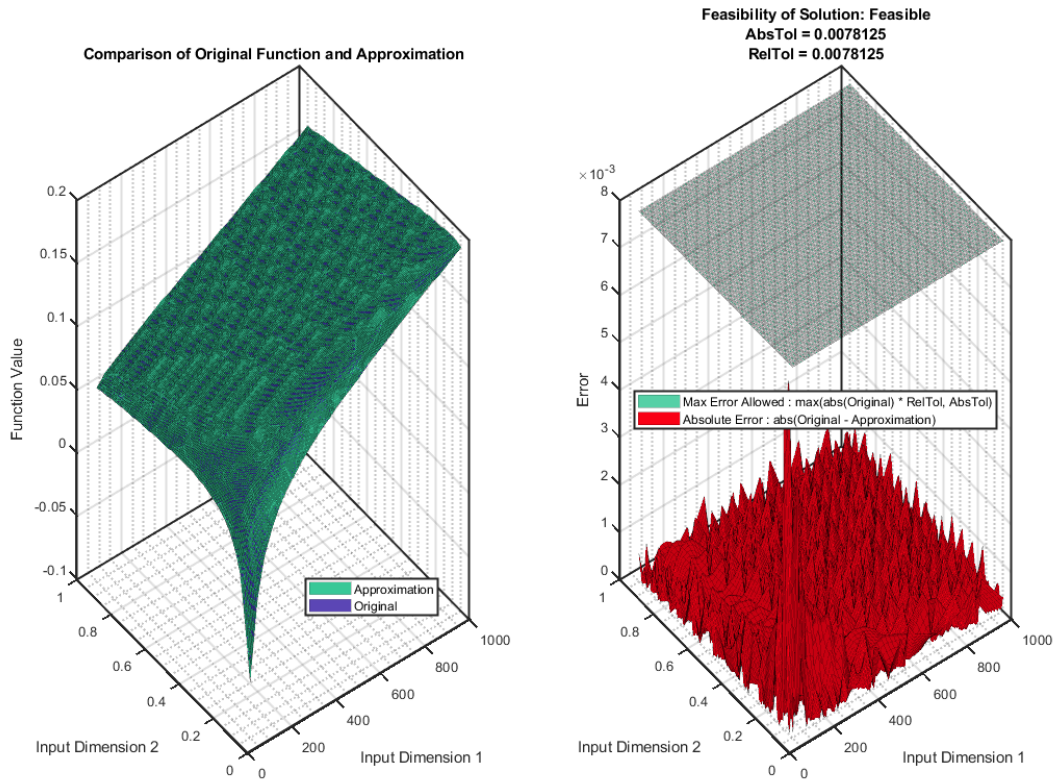 Comparison of Original Function and Approximation
Function Value
0.2
0.15
0.1
0.05
0
-0.05
-0.1
1
0.8
0.6
0.4
0.2
0
Input Dimension 2
0
200
400
600
800
1000
Input Dimension 1
Approximation
Original
Feasibility of Solution: Feasible
AbsTol = 0.0078125
RelTol = 0.0078125
×10⁻³
Error
8
7
6
5
4
3
2
1
0
Max Error Allowed : max(abs(Original) * RelTol, AbsTol)
Absolute Error : abs(Original - Approximation)
1
0.8
0.6
0.4
0.2
0
Input Dimension 2
0
200
400
600
800
1000
Input Dimension 1